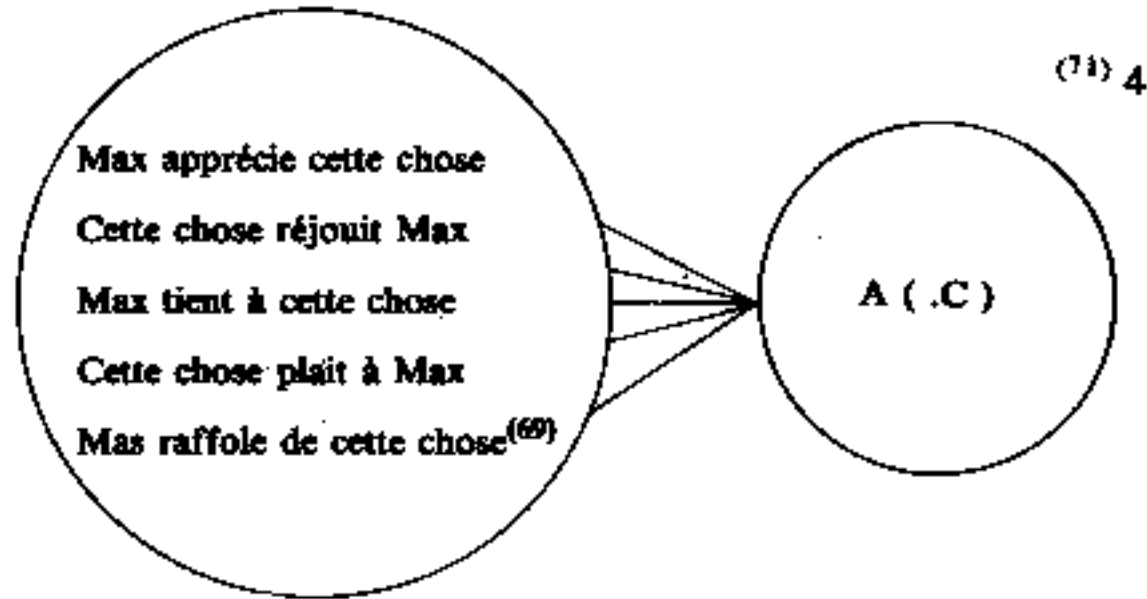 (71) 4
Max apprécie cette chose
Cette chose réjouit Max
Max tient à cette chose
A ( .C )
Cette chose plait à Max
Mas raffole de cette chose(69)